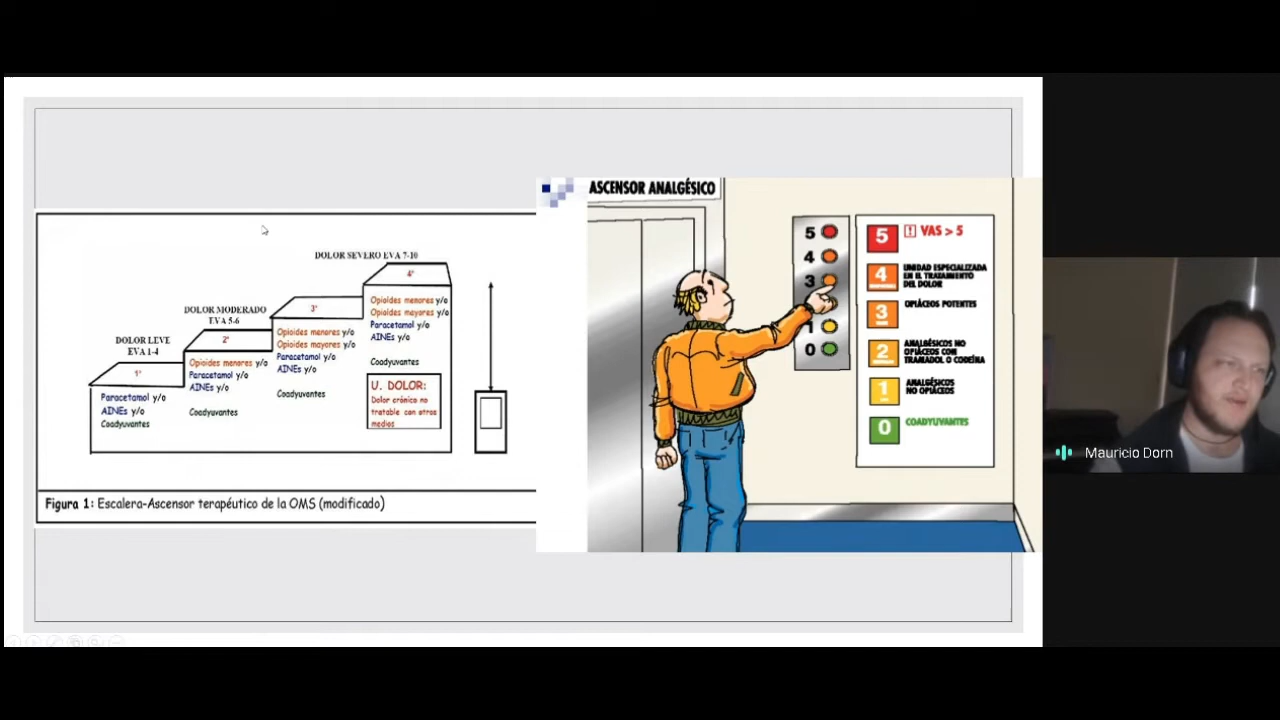 DOLOR SEVERO EVA 7-10
4º
Opioides menores y/o
Opioides mayores y/o
Paracetamol y/o
AINEs y/o
Coadyuvantes
U. DOLOR:
Dolor crónico no
tratable con otros
medios
3º
Opioides menores y/o
Opioides mayores y/o
Paracetamol y/o
AINEs y/o
Coadyuvantes
DOLOR MODERADO
EVA 5-6
2º
Opioides menores y/o
Paracetamol y/o
AINEs y/o
Coadyuvantes
DOLOR LEVE
EVA 1-4
1º
Paracetamol y/o
AINEs y/o
Coadyuvantes
Figura 1: Escalera-Ascensor terapéutico de la OMS (modificado)
ASCENSOR ANALGÉSICO
5
4
3
1
0
5 ! VAS > 5
4 UNIDAD ESPECIALIZADA
EN EL TRATAMIENTO
DEL DOLOR
3 OPIÁCEOS POTENTES
2 ANALGÉSICOS NO
OPIÁCEOS CON
TRAMADOL O CODEÍNA
1 ANALGÉSICOS
NO OPIÁCEOS
0 COADYUVANTES
Mauricio Dorn